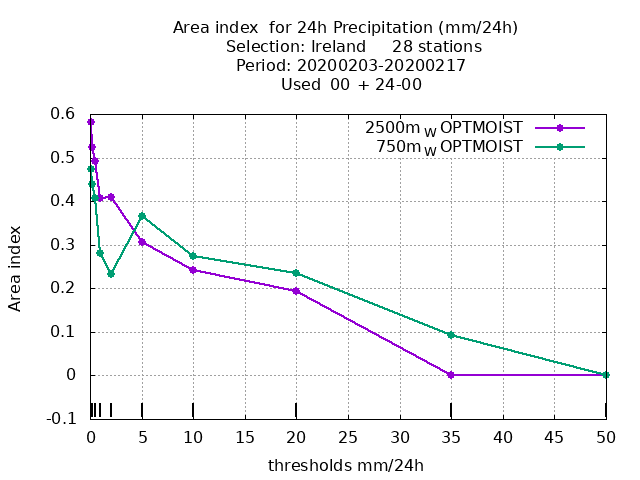 Area index  for 24h Precipitation (mm/24h)
Selection: Ireland     28 stations
Period: 20200203-20200217
Used  00 + 24-00
2500m_W OPTMOIST
750m_W OPTMOIST
0.6
0.5
0.4
0.3
0.2
0.1
0
-0.1
Area index
0 5 10 15 20 25 30 35 40 45 50
thresholds mm/24h